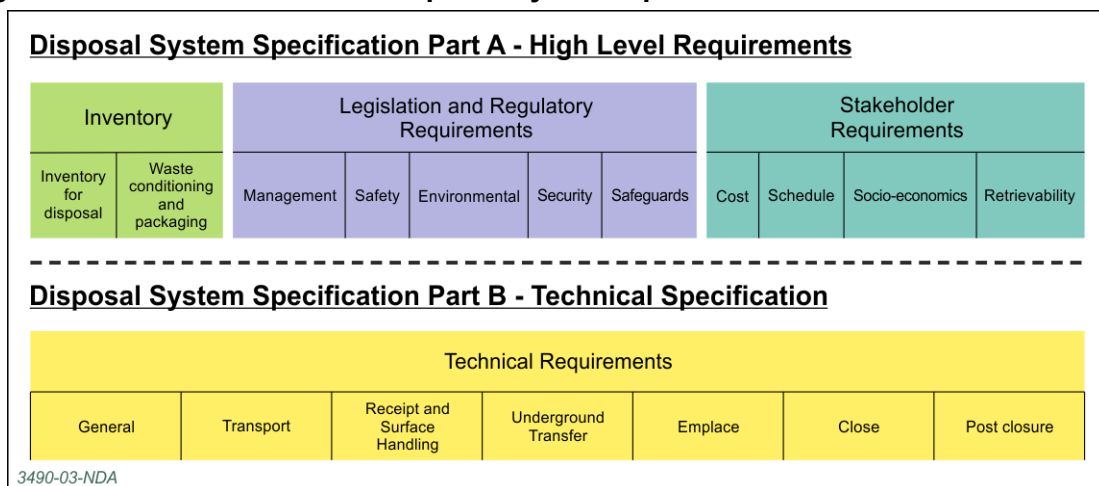 Disposal System Specification Part A - High Level Requirements
Inventory
Legislation and Regulatory
Requirements
Stakeholder
Requirements
Inventory
for
disposal
Waste
conditioning
and
packaging
Management
Safety
Environmental
Security
Safeguards
Cost
Schedule
Socio-economics
Retrievability
Disposal System Specification Part B - Technical Specification
Technical Requirements
General
Transport
Receipt and
Surface
Handling
Underground
Transfer
Emplace
Close
Post closure
3490-03-NDA